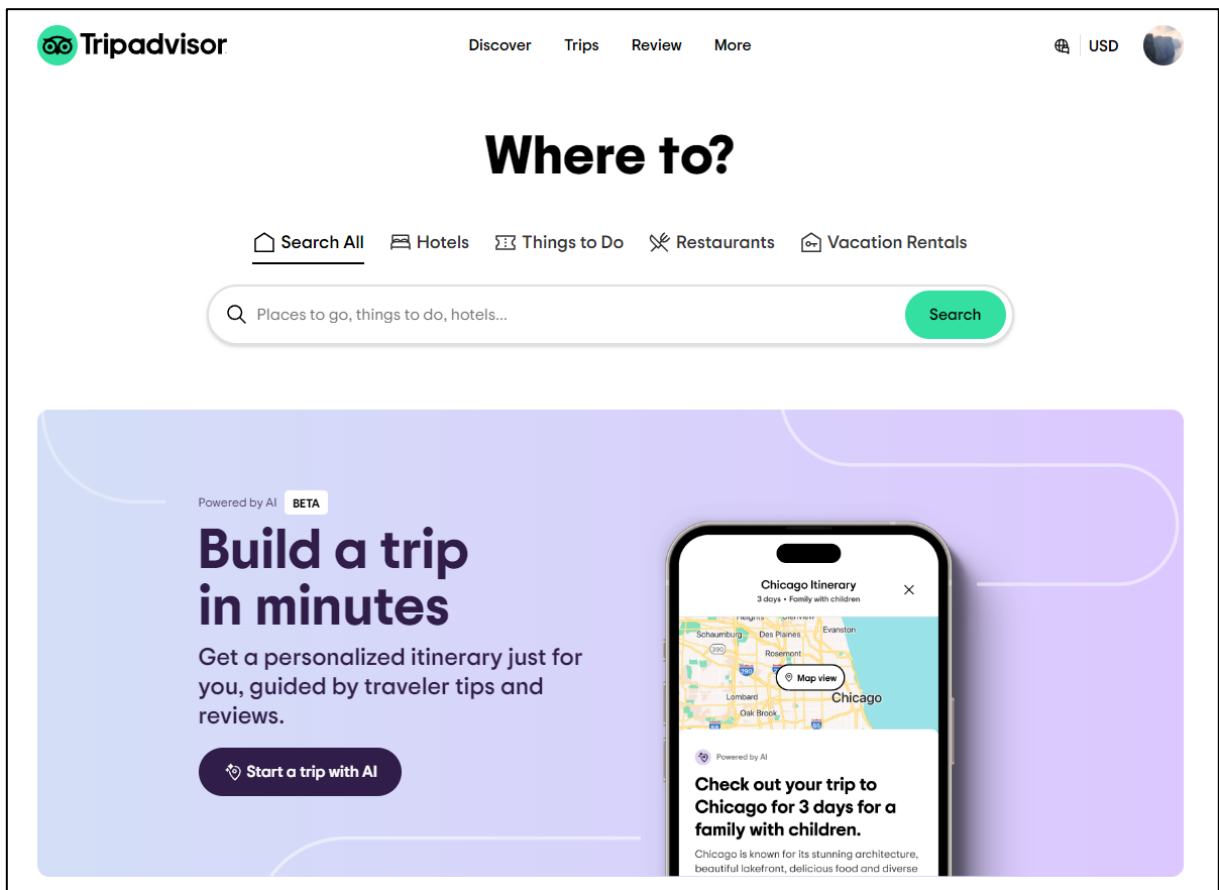 Tripadvisor
Discover Trips Review More
USD
Where to?
Search All Hotels Things to Do Restaurants Vacation Rentals
Places to go, things to do, hotels...
Search
Powered by AI BETA
Build a trip
in minutes
Get a personalized itinerary just for
you, guided by traveler tips and
reviews.
Start a trip with AI
Chicago Itinerary
3 days • Family with children
Heights
Schaumburg Des Plaines Evanston
390 Rosemont
290
Map view
Lombard Chicago
Oak Brook
Powered by AI
Check out your trip to
Chicago for 3 days for a
family with children.
Chicago is known for its stunning architecture,
beautiful lakefront, delicious food and diverse